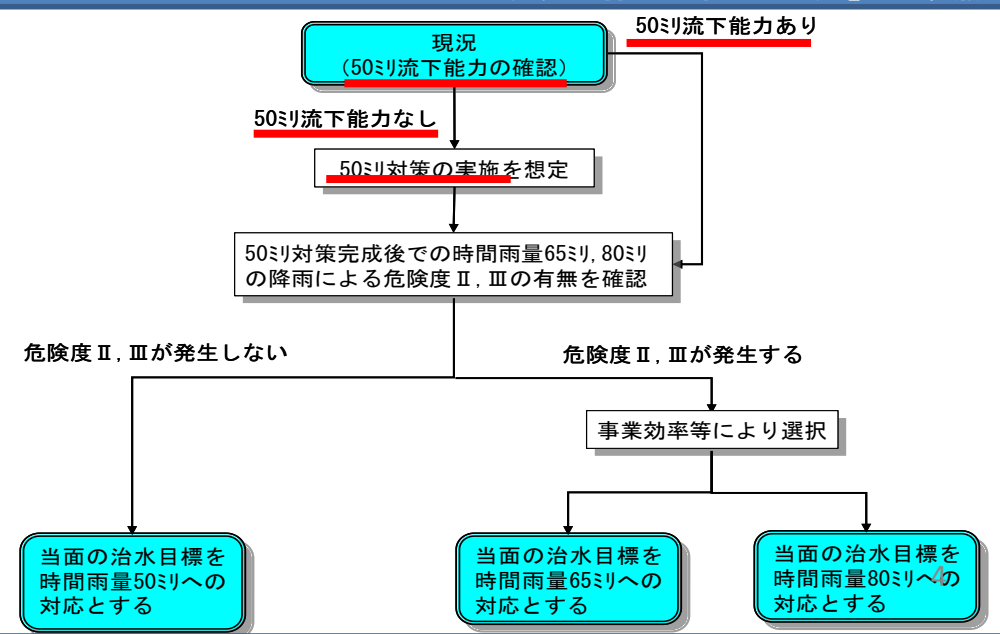 50ミリ流下能力あり
現況
(50ミリ流下能力の確認)
50ミリ流下能力なし
50ミリ対策の実施を想定
50ミリ対策完成後での時間雨量65ミリ,80ミリ
の降雨による危険度Ⅱ,Ⅲの有無を確認
危険度Ⅱ,Ⅲが発生しない
危険度Ⅱ,Ⅲが発生する
事業効率等により選択
当面の治水目標を
時間雨量50ミリへの
対応とする
当面の治水目標を
時間雨量65ミリへの
対応とする
当面の治水目標を
時間雨量80ミリへの
対応とする
4